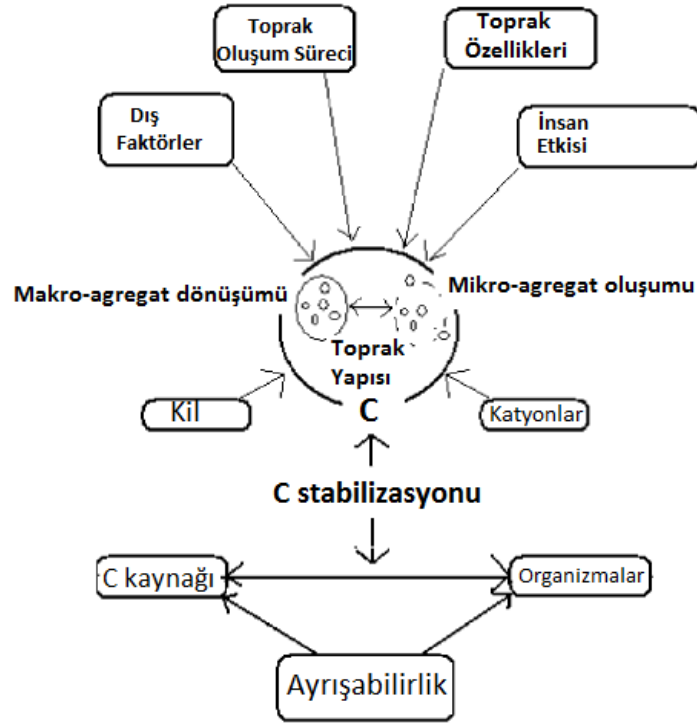 Toprak
Oluşum Süreci
Toprak
Özellikleri
Dış
Faktörler
İnsan
Etkisi
Makro-agregat dönüşümü
Mikro-agregat oluşumu
Toprak
Yapısı
Kil
C
Katyonlar
C stabilizasyonu
C kaynağı
Organizmalar
Ayrışabilirlik